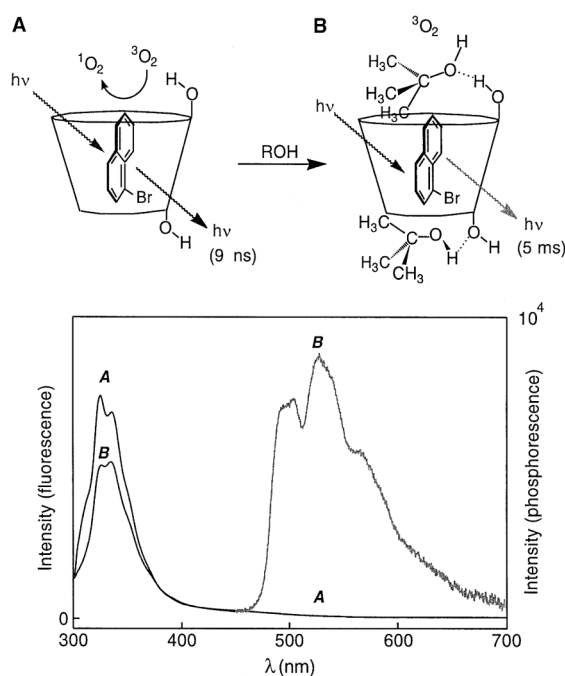 A
B
¹O₂
³O₂
H
O
hν
Br
O
H
hν
(9 ns)
ROH
³O₂
H
H₃C
C
O
H
O
H₃C
H₃C
hν
Br
H₃C
C
O
H
O
H
H₃C
CH₃
hν
(5 ms)
10⁴
A
B
B
A
Intensity (fluorescence)
Intensity (phosphorescence)
0
300
400
500
600
700
λ (nm)